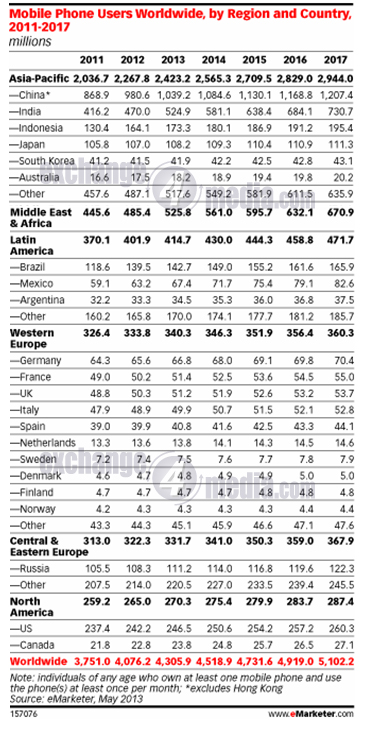 Mobile Phone Users Worldwide, by Region and Country,
2011-2017
millions
2011 2012 2013 2014 2015 2016 2017
Asia-Pacific 2,036.7 2,267.8 2,423.2 2,565.3 2,709.5 2,829.0 2,944.0
—China* 868.9 980.6 1,039.2 1,084.6 1,130.1 1,168.8 1,207.4
—India 416.2 470.0 524.9 581.1 638.4 684.1 730.7
—Indonesia 130.4 164.1 173.3 180.1 186.9 191.2 195.4
—Japan 105.8 107.0 108.2 109.3 110.4 110.9 111.3
—South Korea 41.2 41.5 41.9 42.2 42.5 42.8 43.1
—Australia 16.6 17.5 18.2 18.9 19.4 19.8 20.2
—Other 457.6 487.1 517.6 549.2 581.9 611.5 635.9
Middle East 445.6 485.4 525.8 561.0 595.7 632.1 670.9
& Africa
Latin 370.1 401.9 414.7 430.0 444.3 458.8 471.7
America
—Brazil 118.6 139.5 142.7 149.0 155.2 161.6 165.9
—Mexico 59.1 63.2 67.4 71.7 75.4 79.1 82.6
—Argentina 32.2 33.3 34.5 35.3 36.0 36.8 37.5
—Other 160.2 165.8 170.0 174.1 177.7 181.2 185.7
Western 326.4 333.8 340.3 346.3 351.9 356.4 360.3
Europe
—Germany 64.3 65.6 66.8 68.0 69.1 69.8 70.4
—France 49.0 50.2 51.4 52.5 53.6 54.5 55.0
—UK 48.8 50.3 51.2 51.9 52.6 53.2 53.7
—Italy 47.9 48.9 49.9 50.7 51.5 52.1 52.8
—Spain 39.0 39.9 40.8 41.6 42.5 43.3 44.1
—Netherlands 13.3 13.6 13.8 14.1 14.3 14.5 14.6
—Sweden 7.2 7.4 7.5 7.6 7.7 7.8 7.9
—Denmark 4.6 4.7 4.8 4.9 4.9 5.0 5.0
—Finland 4.7 4.7 4.7 4.7 4.8 4.8 4.8
—Norway 4.2 4.3 4.3 4.3 4.3 4.4 4.4
—Other 43.3 44.3 45.1 45.9 46.6 47.1 47.6
Central & 313.0 322.3 331.7 341.0 350.3 359.0 367.9
Eastern Europe
—Russia 105.5 108.3 111.2 114.0 116.8 119.6 122.3
—Other 207.5 214.0 220.5 227.0 233.5 239.4 245.5
North 259.2 265.0 270.3 275.4 279.9 283.7 287.4
America
—US 237.4 242.2 246.5 250.6 254.2 257.2 260.3
—Canada 21.8 22.8 23.8 24.8 25.7 26.5 27.1
Worldwide 3,751.0 4,076.2 4,305.9 4,518.9 4,731.6 4,919.0 5,102.2
Note: individuals of any age who own at least one mobile phone and use
the phone(s) at least once per month; *excludes Hong Kong
Source: eMarketer, May 2013
157076 www.eMarketer.com
exchange
4media.com
exchange
4media.com